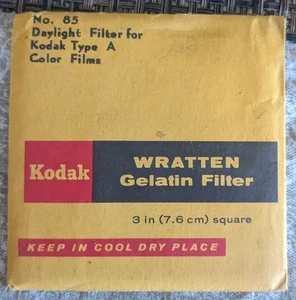 No. 85
Daylight Filter for
Kodak Type A
Color Films
Kodak
WRATTEN
Gelatin Filter
3 in (7.6 cm) square
KEEP IN COOL DRY PLACE